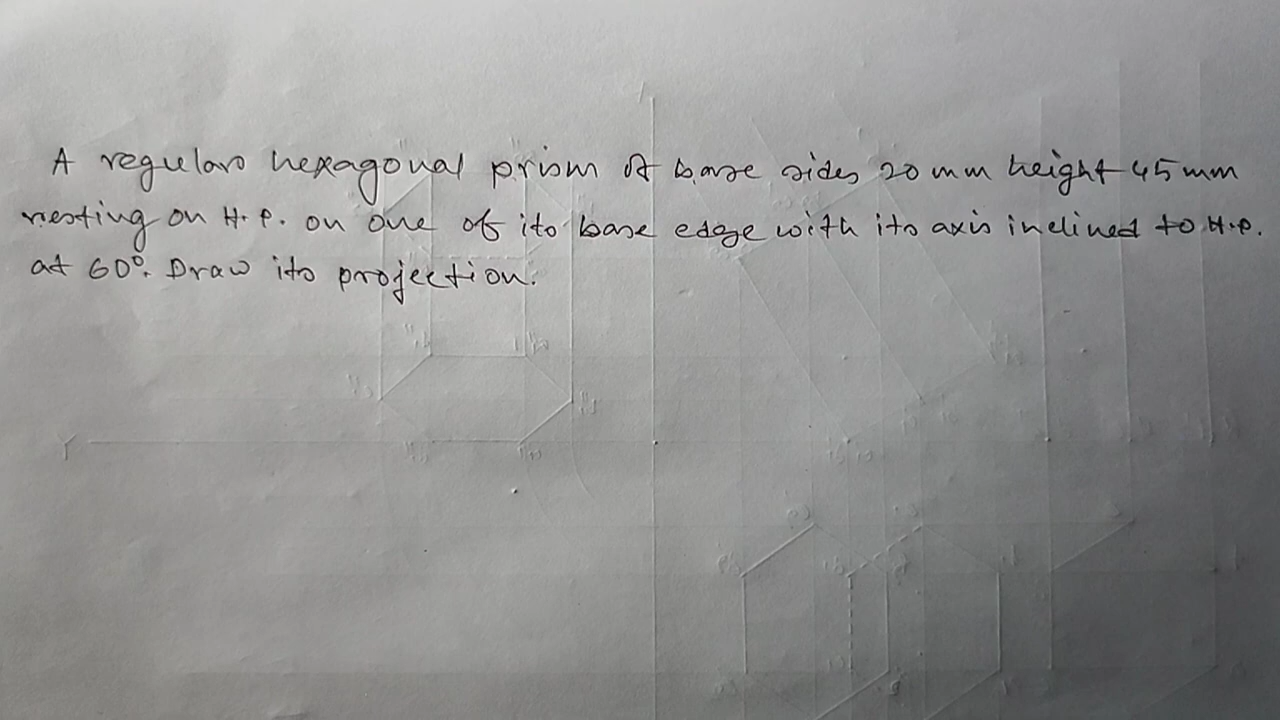 A regular hexagonal prism of base sides 20 mm height 45 mm
resting on H.P. on one of its base edge with its axis inclined to H.P.
at 60°. Draw its projection.
Y